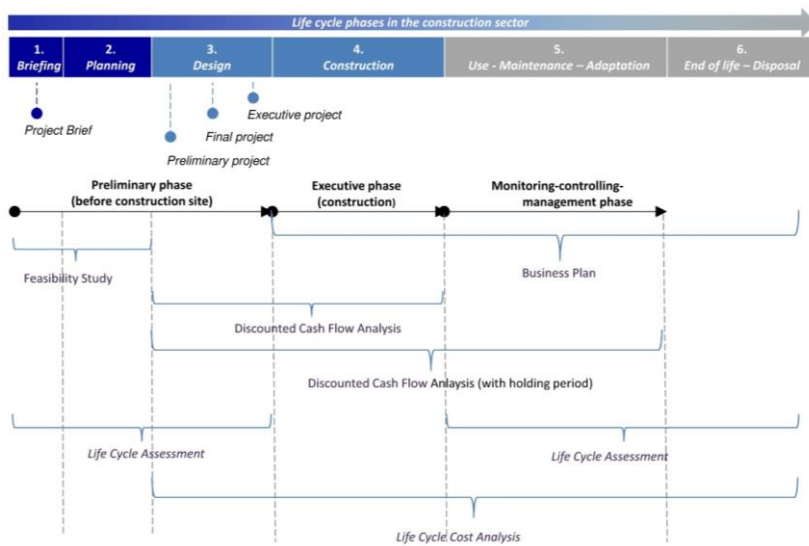 Life cycle phases in the construction sector
1.
Briefing
2.
Planning
3.
Design
4.
Construction
5.
Use - Maintenance – Adaptation
6.
End of life – Disposal
Executive project
Project Brief
Final project
Preliminary project
Preliminary phase
(before construction site)
Executive phase
(construction)
Monitoring-controlling-
management phase
Feasibility Study
Business Plan
Discounted Cash Flow Analysis
Discounted Cash Flow Anlaysis (with holding period)
Life Cycle Assessment
Life Cycle Assessment
Life Cycle Cost Analysis